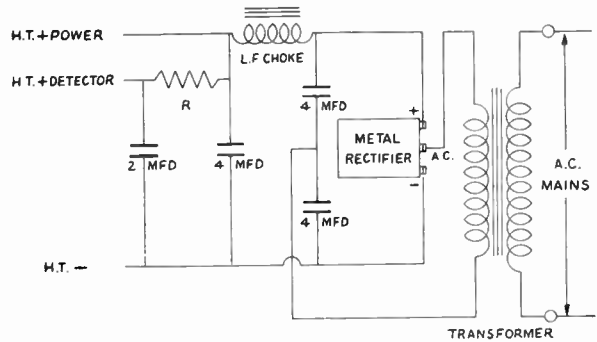 H.T.+POWER
L.F CHOKE
H.T.+DETECTOR
R
4 MFD
+
METAL
RECTIFIER
A.C.
-
2 MFD
4 MFD
4 MFD
A.C.
MAINS
H.T. -
TRANSFORMER